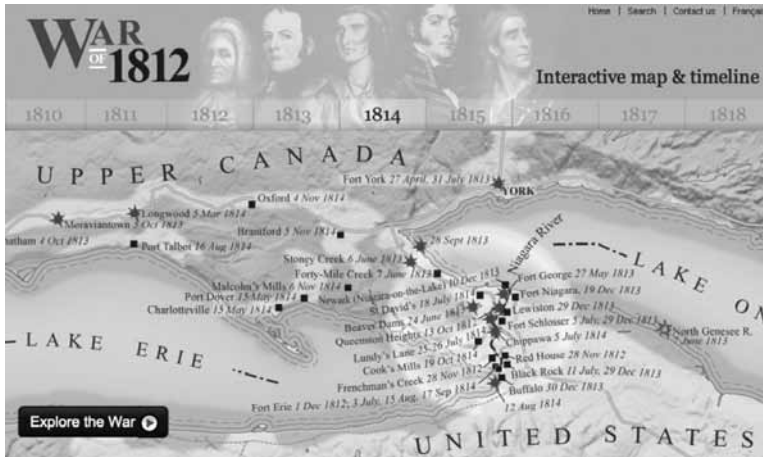 Home | Search | Contact us | Françai
WAR
OF
1812
Interactive map & timeline
1810 1811 1812 1813 1814 1815 1816 1817 1818
UPPER CANADA
Fort York 27 April, 31 July 1813
YORK
Oxford 4 Nov 1814
Longwood 5 Mar 1814
Moraviantown 5 Oct 1813
atham 4 Oct 1813
Port Talbot 16 Aug 1814
Brantford 5 Nov 1814
28 Sept 1813
Niagara River
Stoney Creek 6 June 1813
Forty-Mile Creek 7 June 1813
Malcolm's Mills 6 Nov 1814
Port Dover 15 May 1814
Charlotteville 15 May 1814
Newark (Niagara-on-the-Lake) 10 Dec 1813
St David's 18 July 1814
Beaver Dams 24 June 1813
Queenston Heights 13 Oct 1812
Lundy's Lane 25-26 July 1814
Cook's Mills 19 Oct 1814
Frenchman's Creek 28 Nov 1812
Fort Erie 1 Dec 1812; 3 July, 15 Aug, 17 Sep 1814
Fort George 27 May 1813
Fort Niagara, 19 Dec 1813
Lewiston 29 Dec 1813
Fort Schlosser 5 July, 29 Dec 1813
Chippawa 5 July 1814
Red House 28 Nov 1812
Black Rock 11 July, 29 Dec 1813
Buffalo 30 Dec 1813
12 Aug 1814
North Genesee R.
June 1813
LAKE ON
LAKE ERIE
Explore the War
UNITED STATES